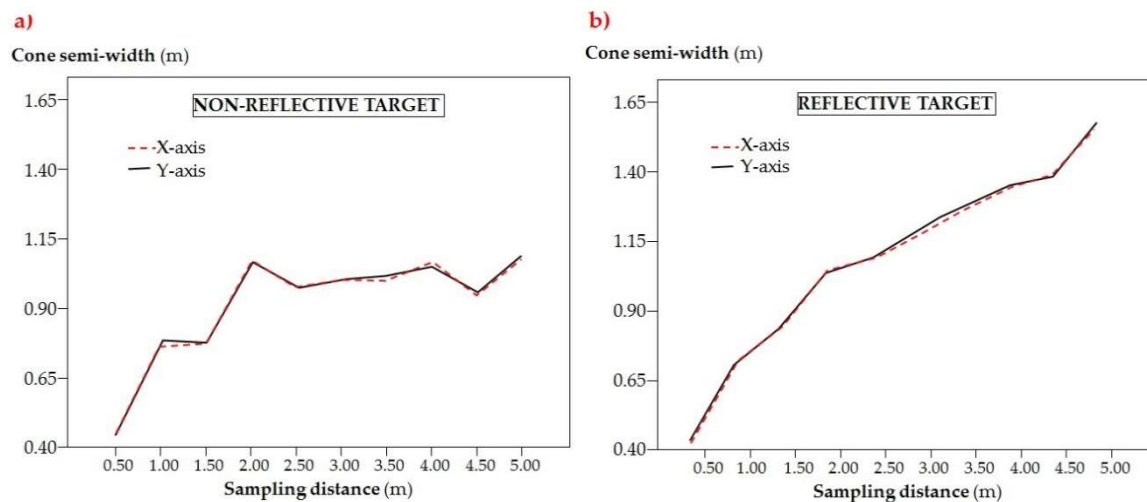 a)
Cone semi-width (m)
NON-REFLECTIVE TARGET
X-axis
Y-axis
1.65
1.40
1.15
0.90
0.65
0.40
0.50 1.00 1.50 2.00 2.50 3.00 3.50 4.00 4.50 5.00
Sampling distance (m)
b)
Cone semi-width (m)
REFLECTIVE TARGET
X-axis
Y-axis
1.65
1.40
1.15
0.90
0.65
0.40
0.50 1.00 1.50 2.00 2.50 3.00 3.50 4.00 4.50 5.00
Sampling distance (m)